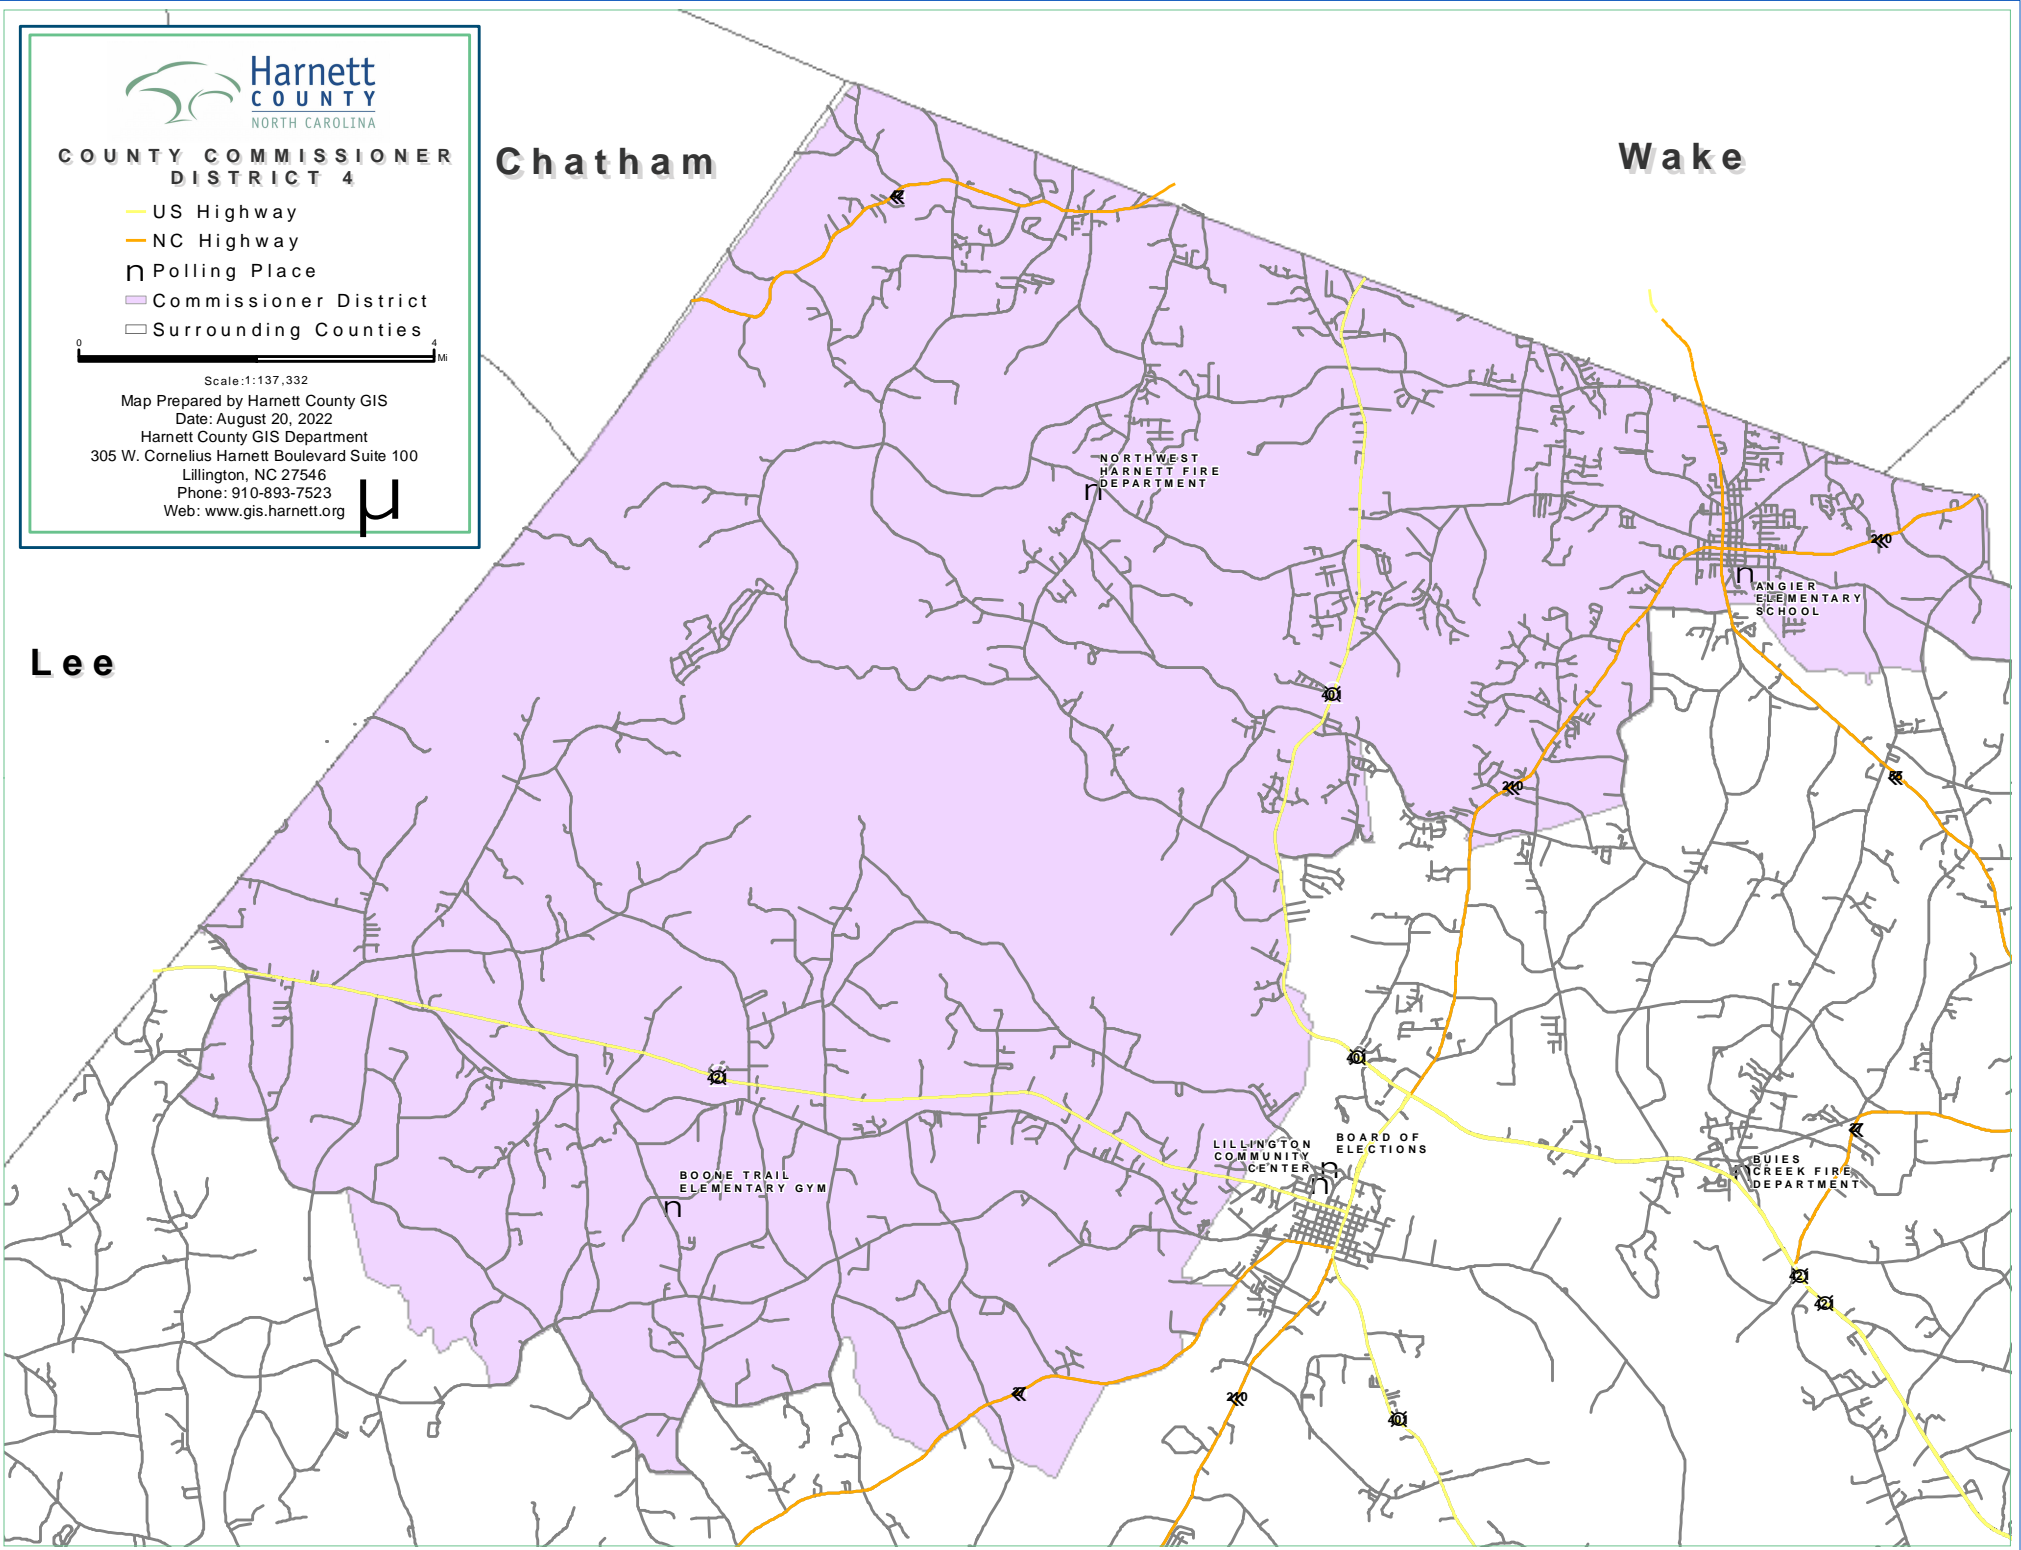 Harnett
COUNTY
NORTH CAROLINA
COUNTY COMMISSIONER
DISTRICT 4
US Highway
NC Highway
n Polling Place
Commissioner District
Surrounding Counties
0 4
Mi
Scale:1:137,332
Map Prepared by Harnett County GIS
Date: August 20, 2022
Harnett County GIS Department
305 W. Cornelius Harnett Boulevard Suite 100
Lillington, NC 27546
Phone: 910-893-7523
Web: www.gis.harnett.org
µ
Chatham
Wake
Lee
42
NORTHWEST
HARNETT FIRE
DEPARTMENT
n
210
n
ANGIER
ELEMENTARY
SCHOOL
401
210
55
401
421
27
LILLINGTON
COMMUNITY
CENTER
n
BOARD OF
ELECTIONS
n
BUIES
CREEK FIRE
DEPARTMENT
n
BOONE TRAIL
ELEMENTARY GYM
n
421
421
27
210
401